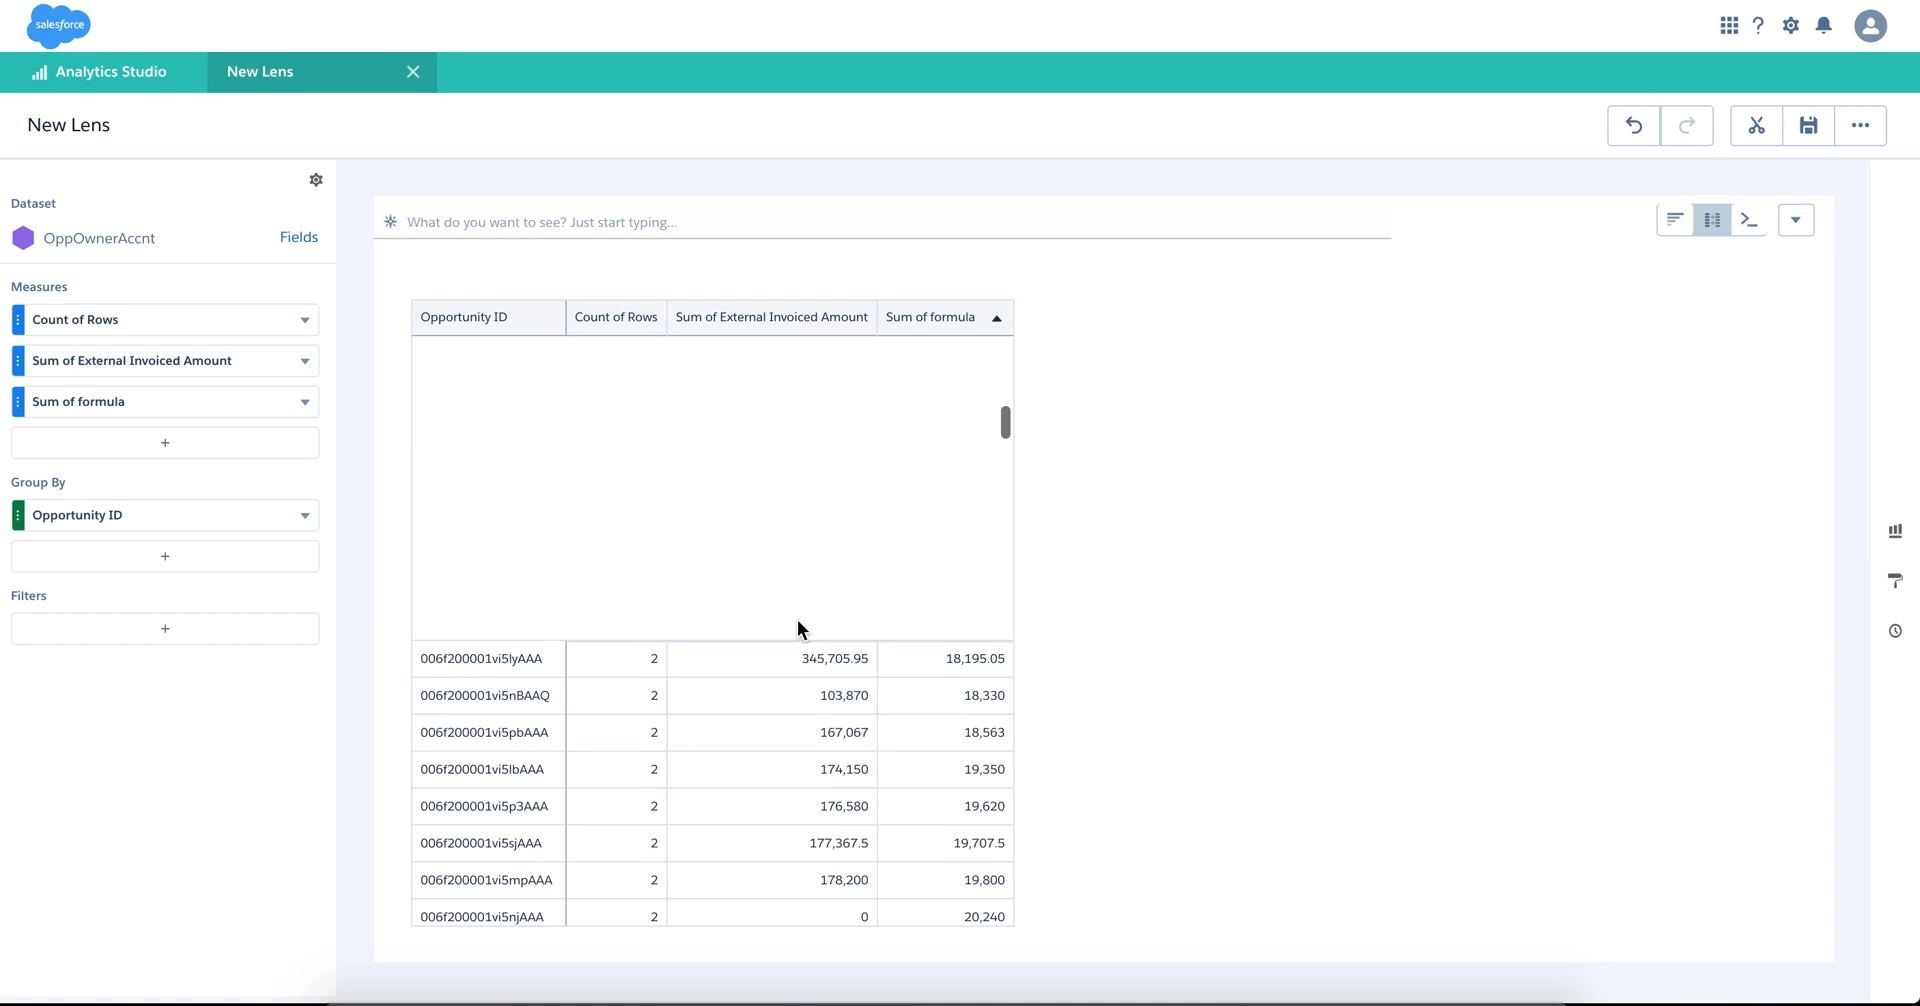 salesforce
?
Analytics Studio
New Lens
New Lens
Dataset
OppOwnerAccnt Fields
Measures
Count of Rows
Sum of External Invoiced Amount
Sum of formula
+
Group By
Opportunity ID
+
Filters
+
What do you want to see? Just start typing...
Opportunity ID Count of Rows Sum of External Invoiced Amount Sum of formula
006f200001vi5lyAAA 2 345,705.95 18,195.05
006f200001vi5nBAAQ 2 103,870 18,330
006f200001vi5pbAAA 2 167,067 18,563
006f200001vi5lbAAA 2 174,150 19,350
006f200001vi5p3AAA 2 176,580 19,620
006f200001vi5sjAAA 2 177,367.5 19,707.5
006f200001vi5mpAAA 2 178,200 19,800
006f200001vi5njAAA 2 0 20,240